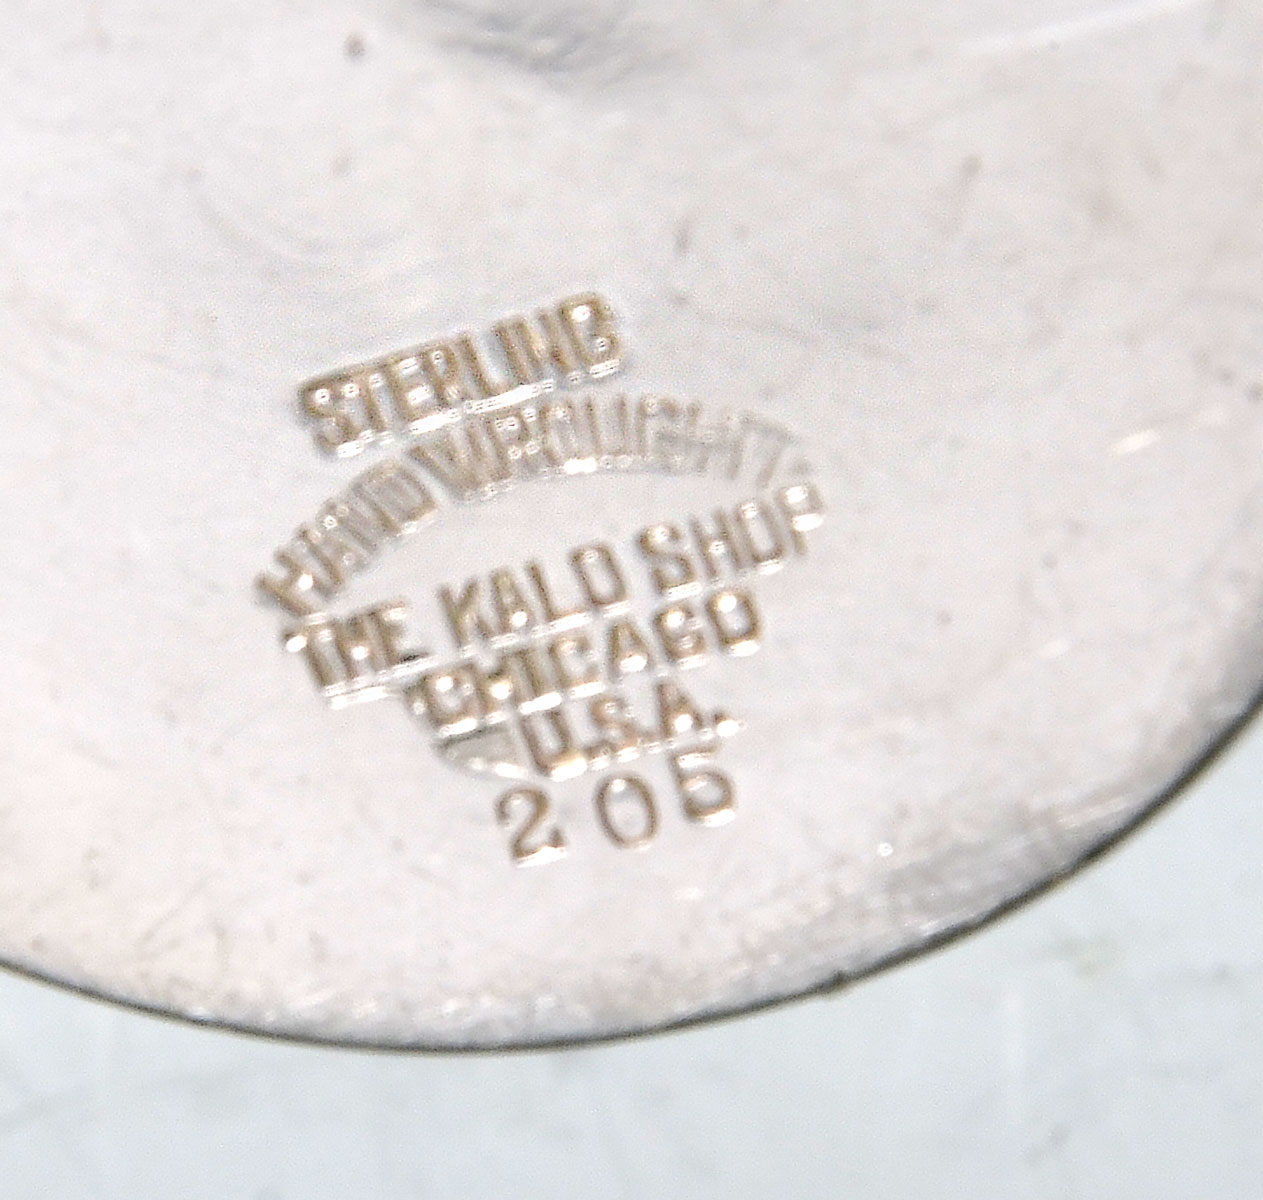 STERLING
HAND WROUGHT
THE KALO SHOP
CHICAGO
U.S.A.
205